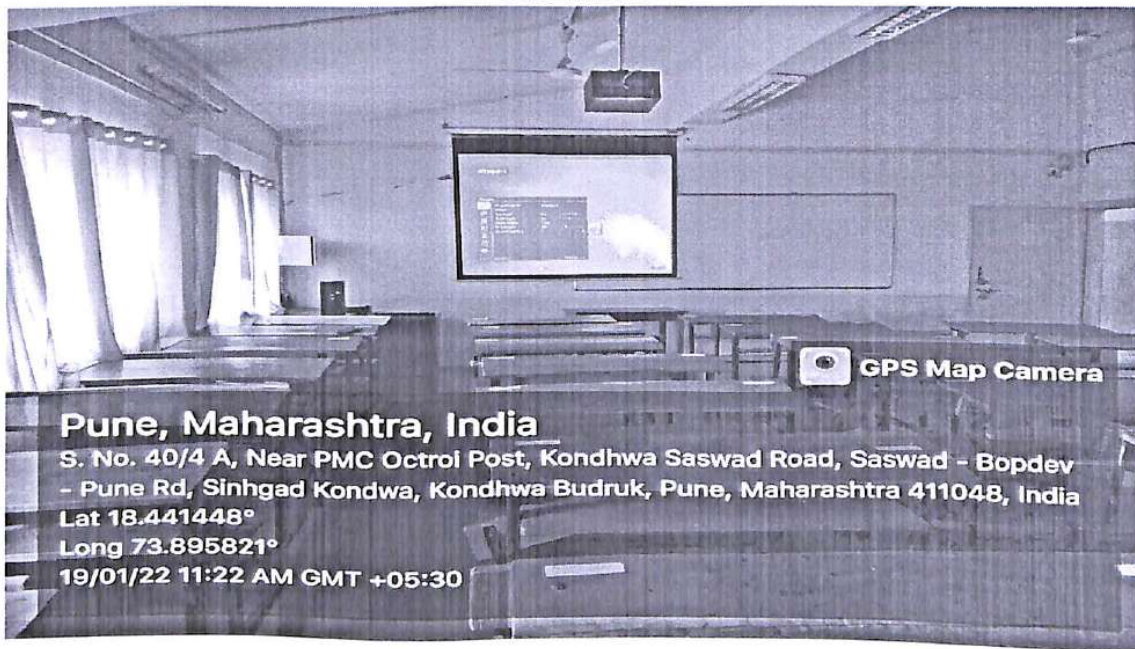 GPS Map Camera
Pune, Maharashtra, India
S. No. 40/4 A, Near PMC Octroi Post, Kondhwa Saswad Road, Saswad - Bopdev
- Pune Rd, Sinhgad Kondwa, Kondhwa Budruk, Pune, Maharashtra 411048, India
Lat 18.441448°
Long 73.895821°
19/01/22 11:22 AM GMT +05:30